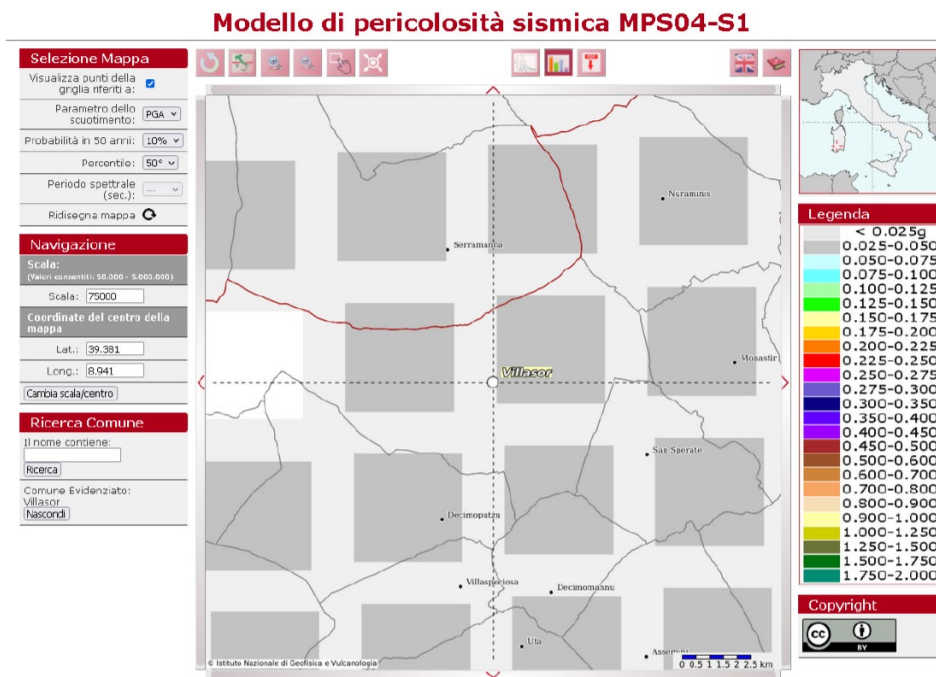 Modello di pericolosità sismica MPS04-S1
Selezione Mappa
Visualizza punti della
griglia riferiti a:
Parametro dello
scuotimento: PGA
Probabilità in 50 anni: 10%
Percentile: 50°
Periodo spettrale
(sec.): ---
Ridisegna mappa
Navigazione
Scala:
(Valori consentiti: 50.000 - 5.000.000)
Scala: 75000
Coordinate del centro della
mappa
Lat.: 39.381
Long.: 8.941
Cambia scala/centro
Ricerca Comune
Il nome contiene:
Ricerca
Comune Evidenziato:
Villasor
Nascondi
Nuraminis
Serramanna
Monastir
Villasor
San Sperate
Decimoputzu
Villaspeciosa
Decimomannu
Uta
© Istituto Nazionale di Geofisica e Vulcanologia
0 0.5 1 1.5 2 2.5 km
Legenda
< 0.025g
0.025-0.050
0.050-0.075
0.075-0.100
0.100-0.125
0.125-0.150
0.150-0.175
0.175-0.200
0.200-0.225
0.225-0.250
0.250-0.275
0.275-0.300
0.300-0.350
0.350-0.400
0.400-0.450
0.450-0.500
0.500-0.600
0.600-0.700
0.700-0.800
0.800-0.900
0.900-1.000
1.000-1.250
1.250-1.500
1.500-1.750
1.750-2.000
Copyright
cc
BY